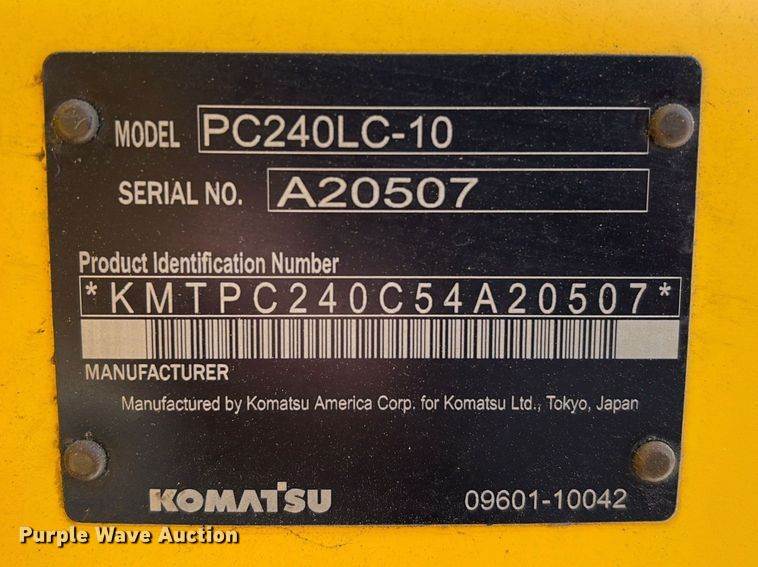 MODEL PC240LC-10
SERIAL NO. A20507
Product Identification Number
*KMTPC240C54A20507*
MANUFACTURER
Manufactured by Komatsu America Corp. for Komatsu Ltd., Tokyo, Japan
KOMATSU 09601-10042
Purple Wave Auction